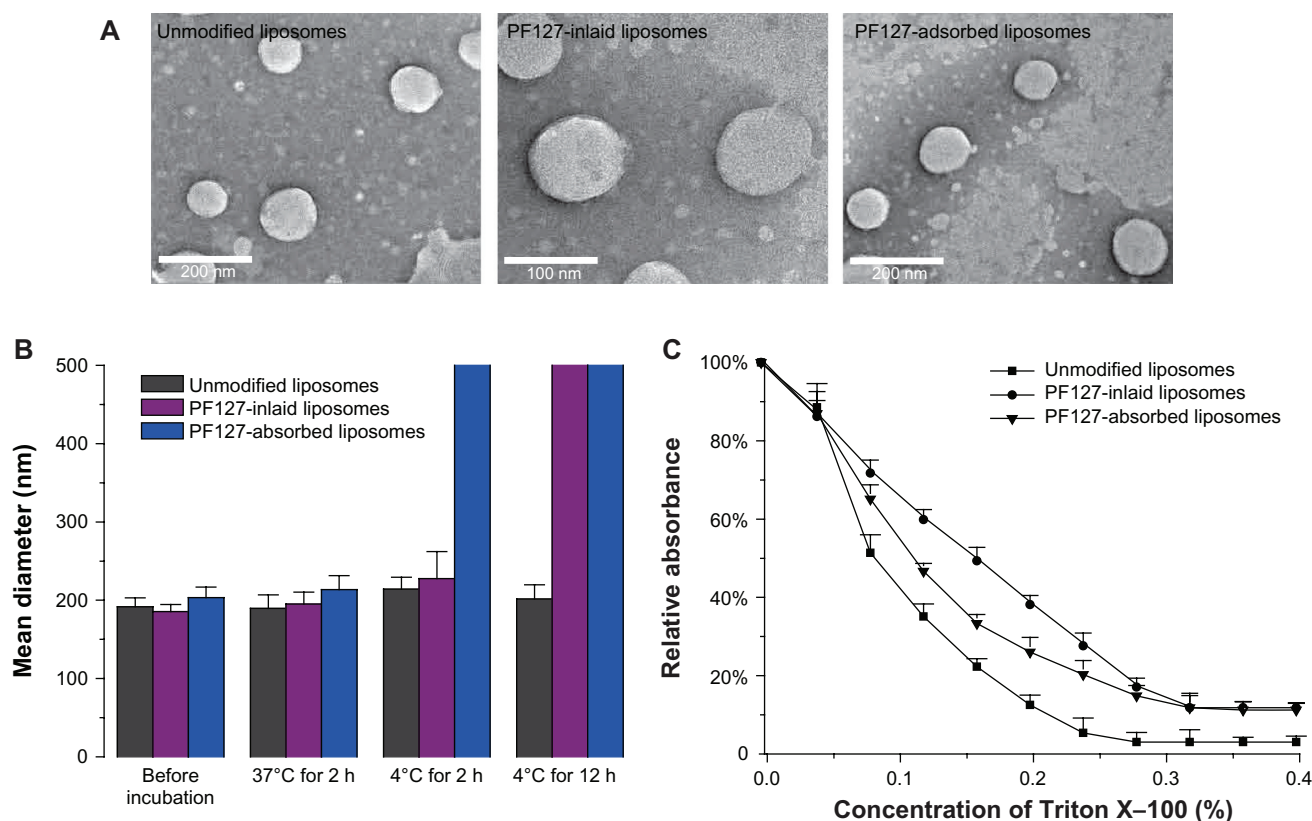 A
Unmodified liposomes
PF127-inlaid liposomes
PF127-adsorbed liposomes
200 nm
100 nm
200 nm
B
Mean diameter (nm)
500
400
300
200
100
0
Unmodified liposomes
PF127-inlaid liposomes
PF127-absorbed liposomes
Before
incubation
37°C for 2 h
4°C for 2 h
4°C for 12 h
C
Relative absorbance
100%
80%
60%
40%
20%
0
Unmodified liposomes
PF127-inlaid liposomes
PF127-absorbed liposomes
0.0
0.1
0.2
0.3
0.4
Concentration of Triton X–100 (%)